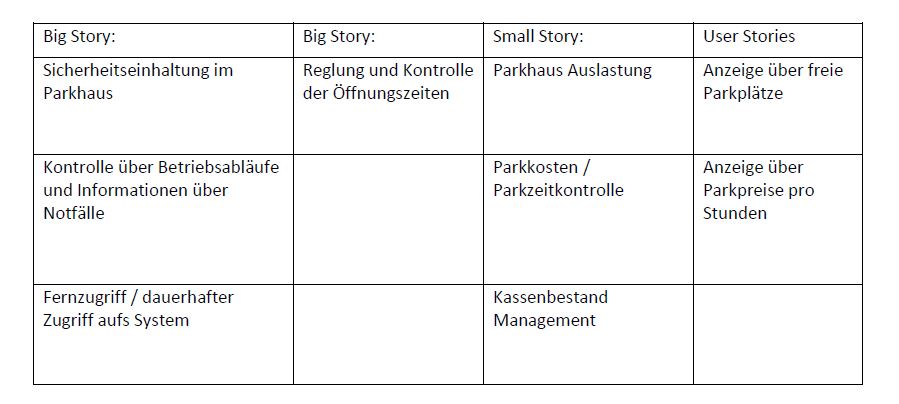 Big Story:
Big Story:
Small Story:
User Stories
Sicherheitseinhaltung im
Parkhaus
Reglung und Kontrolle
der Öffnungszeiten
Parkhaus Auslastung
Anzeige über freie
Parkplätze
Kontrolle über Betriebsabläufe
und Informationen über
Notfälle
Parkkosten /
Parkzeitkontrolle
Anzeige über
Parkpreise pro
Stunden
Fernzugriff / dauerhafter
Zugriff aufs System
Kassenbestand
Management